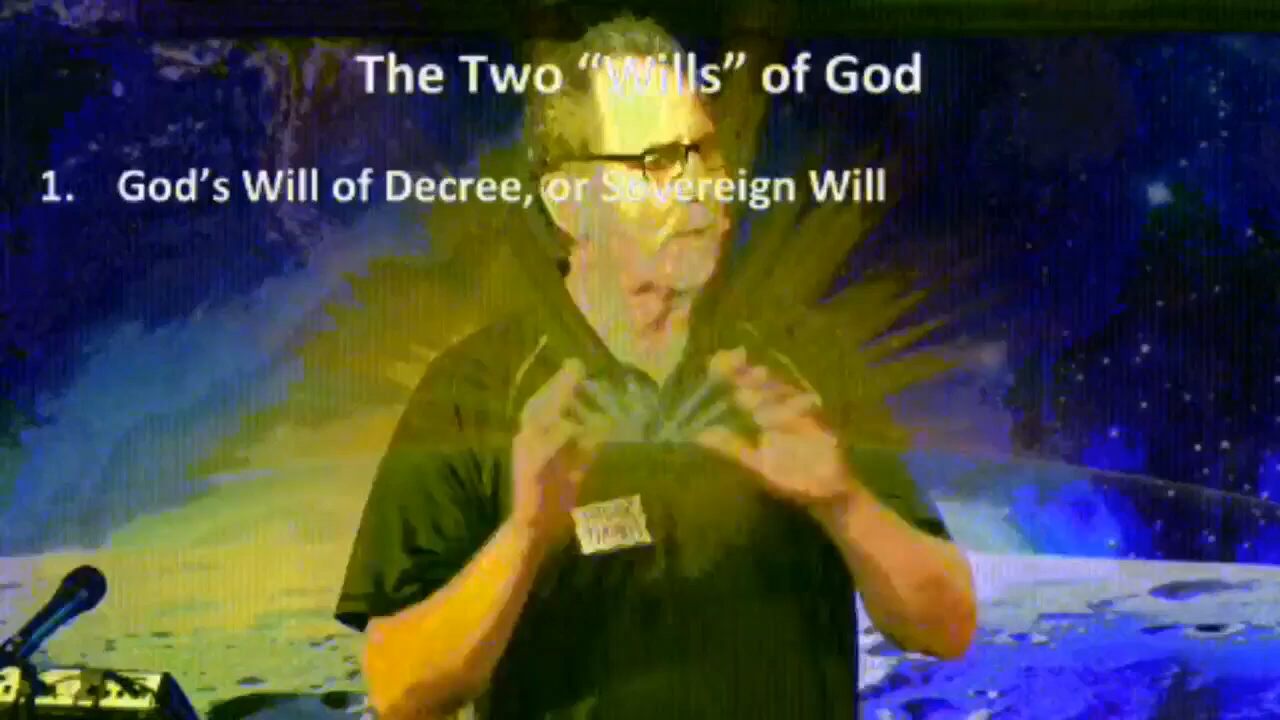 The Two “Wills” of God
1. God’s Will of Decree, or Sovereign Will